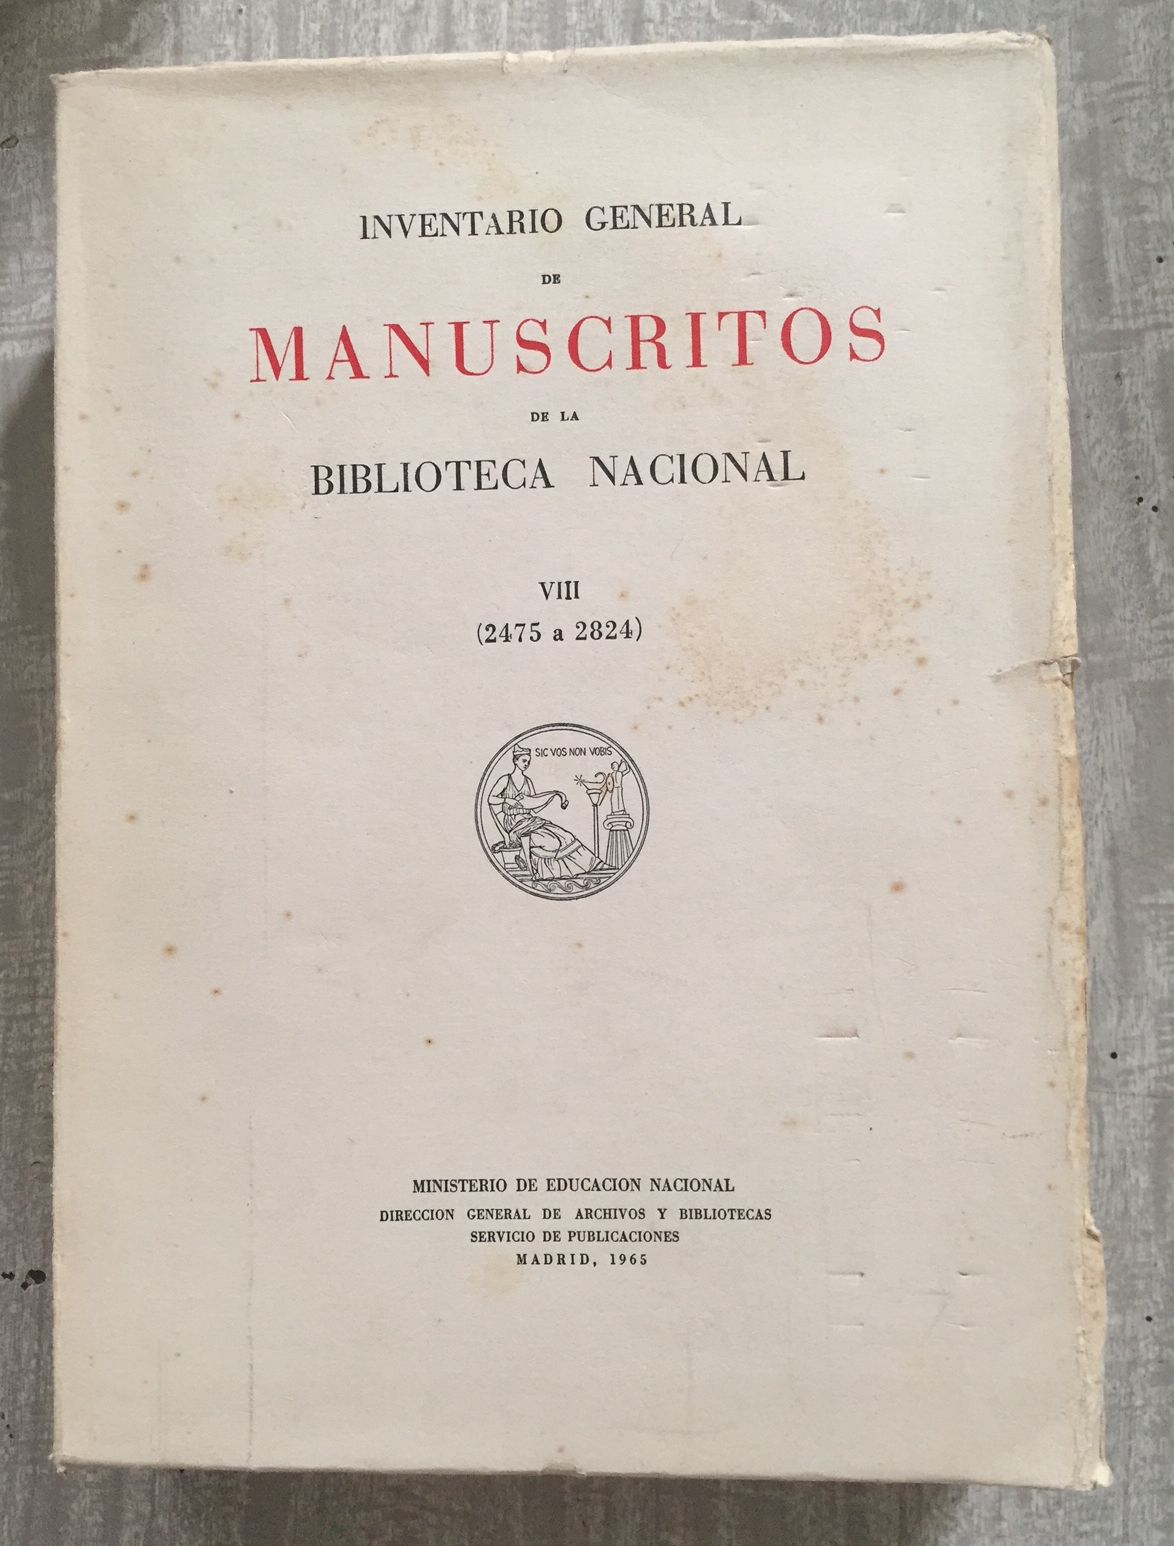 INVENTARIO GENERAL
DE
MANUSCRITOS
DE LA
BIBLIOTECA NACIONAL
VIII
(2475 a 2824)
SIC VOS NON VOBIS
MINISTERIO DE EDUCACION NACIONAL
DIRECCION GENERAL DE ARCHIVOS Y BIBLIOTECAS
SERVICIO DE PUBLICACIONES
MADRID, 1965